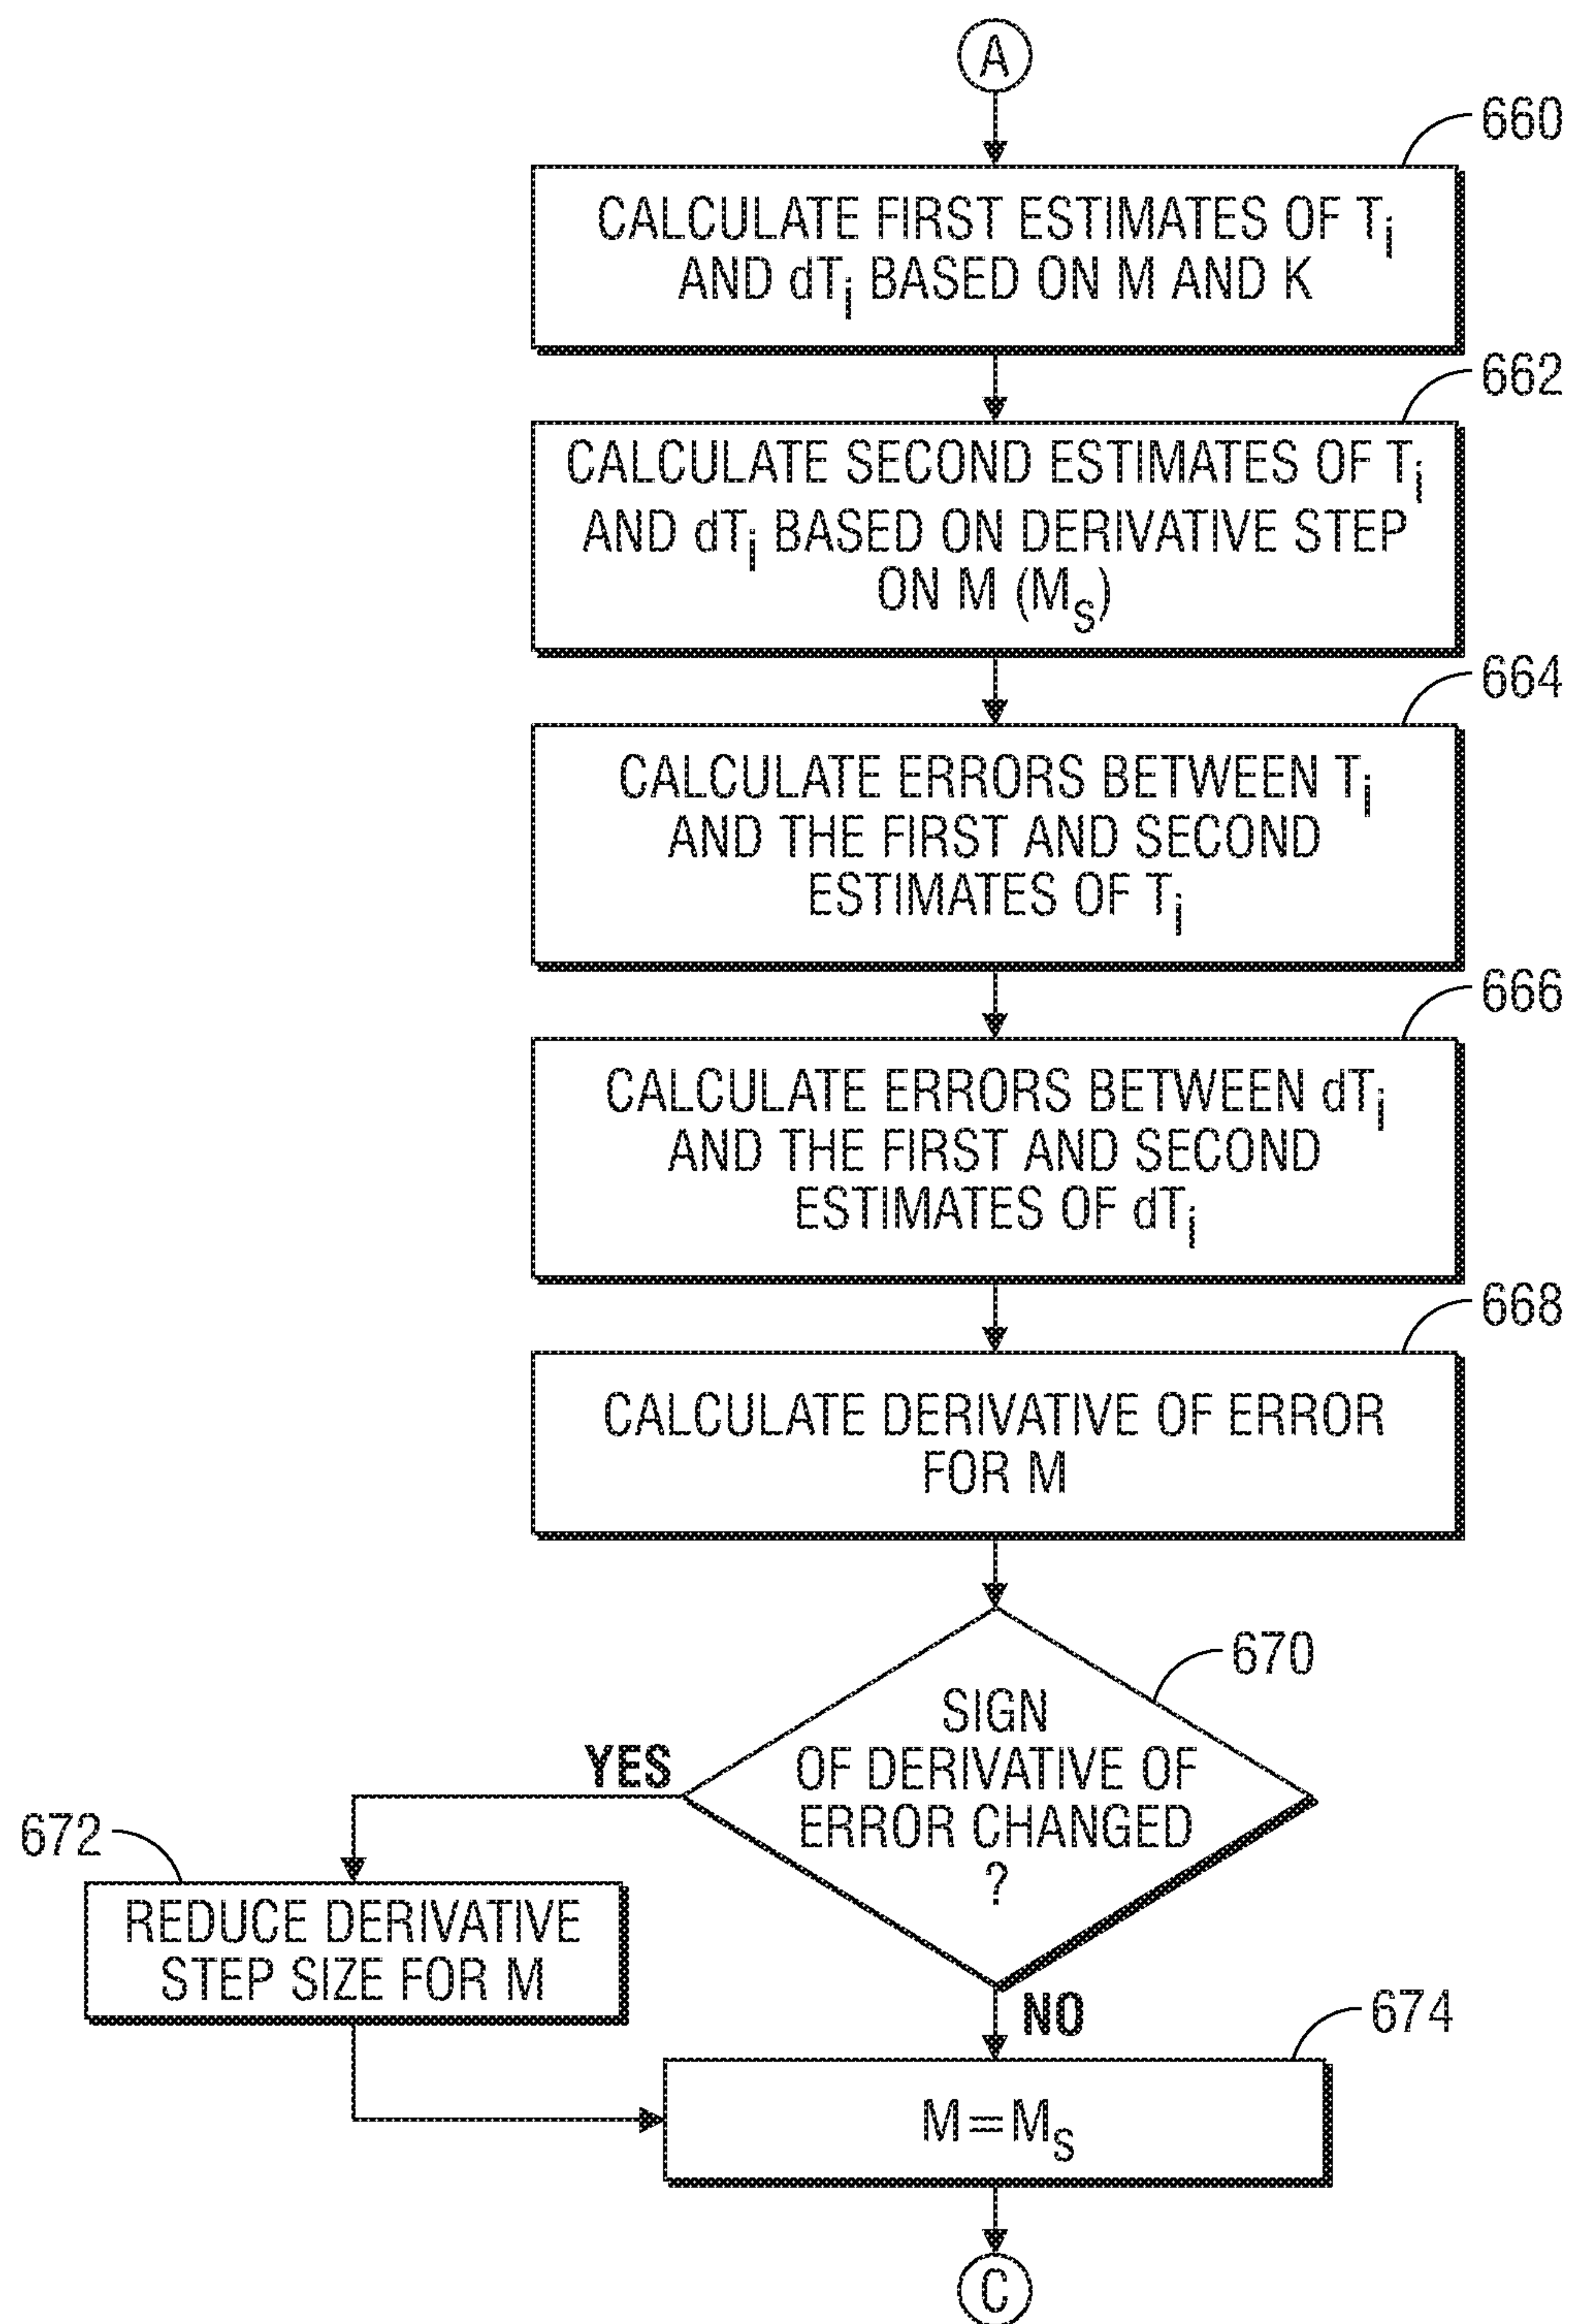 A
660
CALCULATE FIRST ESTIMATES OF Ti
AND dTi BASED ON M AND K
662
CALCULATE SECOND ESTIMATES OF Ti
AND dTi BASED ON DERIVATIVE STEP
ON M (MS)
664
CALCULATE ERRORS BETWEEN Ti
AND THE FIRST AND SECOND
ESTIMATES OF Ti
666
CALCULATE ERRORS BETWEEN dTi
AND THE FIRST AND SECOND
ESTIMATES OF dTi
668
CALCULATE DERIVATIVE OF ERROR
FOR M
670
SIGN
OF DERIVATIVE OF
ERROR CHANGED
?
YES
672
REDUCE DERIVATIVE
STEP SIZE FOR M
NO
674
M=MS
C